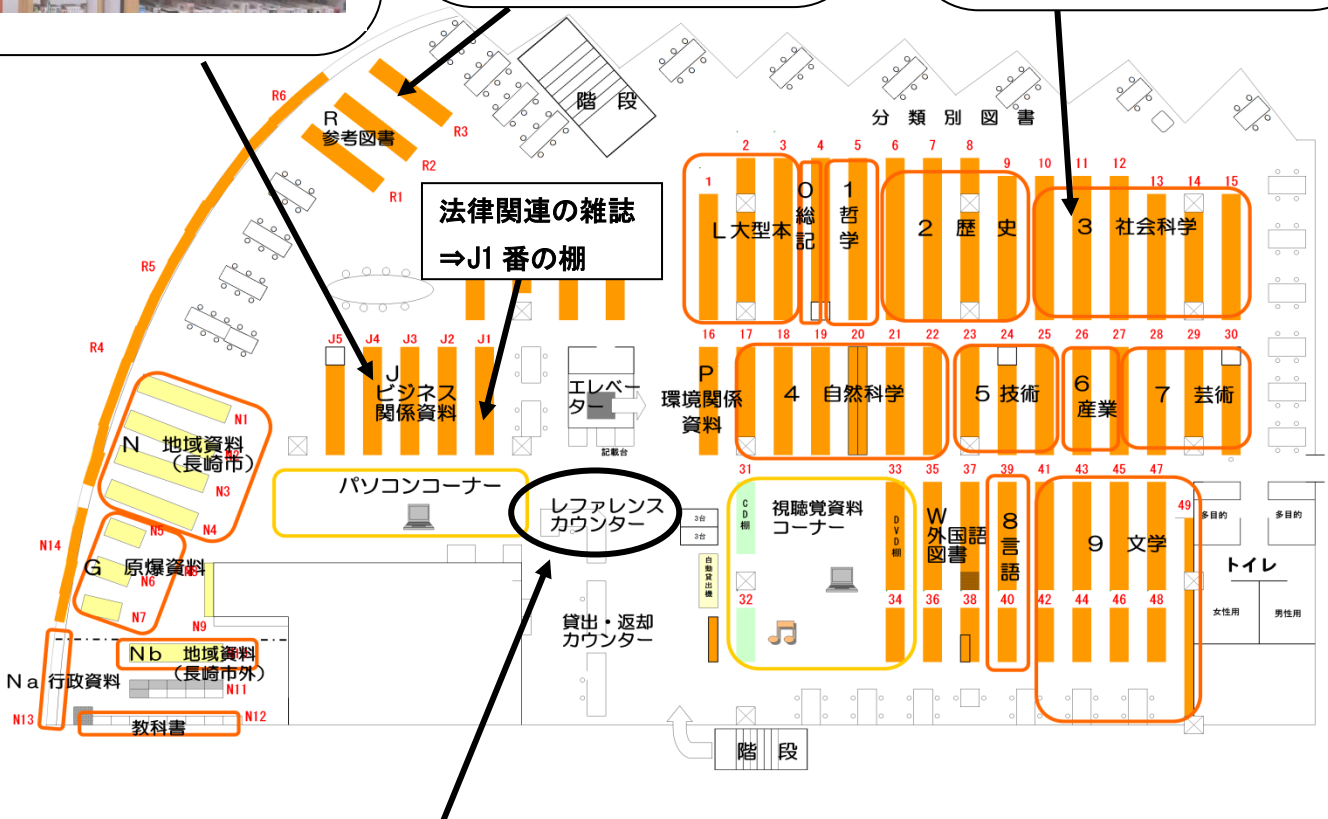 階 段
分 類 別 図 書
R6
R
参考図書
R3
R2
R1
法律関連の雑誌
⇒J1 番の棚
1
2
3
4
5
6
7
8
9
10
11
12
13
14
15
L大型本
0総記
1哲学
2 歴 史
3 社会科学
R5
R4
J5
J4
J3
J2
J1
J
ビジネス
関係資料
エレベー
ター
記載台
16
17
18
19
20
21
22
23
24
25
26
27
28
29
30
P
環境関係
資料
4 自然科学
5技術
6
産業
7 芸術
N 地域資料
（長崎市）
N1
N2
N3
N4
パソコンコーナー
レファレンス
カウンター
3台
3台
自動貸出機
31
CD棚
視聴覚資料
コーナー
33
DVD棚
35
37
39
41
43
45
47
49
W
外国語
図書
8言語
9 文学
多目的
多目的
トイレ
女性用
男性用
32
34
36
38
40
42
44
46
48
N14
N5
G 原爆資料
N6
N7
N9
貸出・返却
カウンター
Nb 地域資料
（長崎市外）
Na 行政資料
N11
N13
N12
教科書
階 段